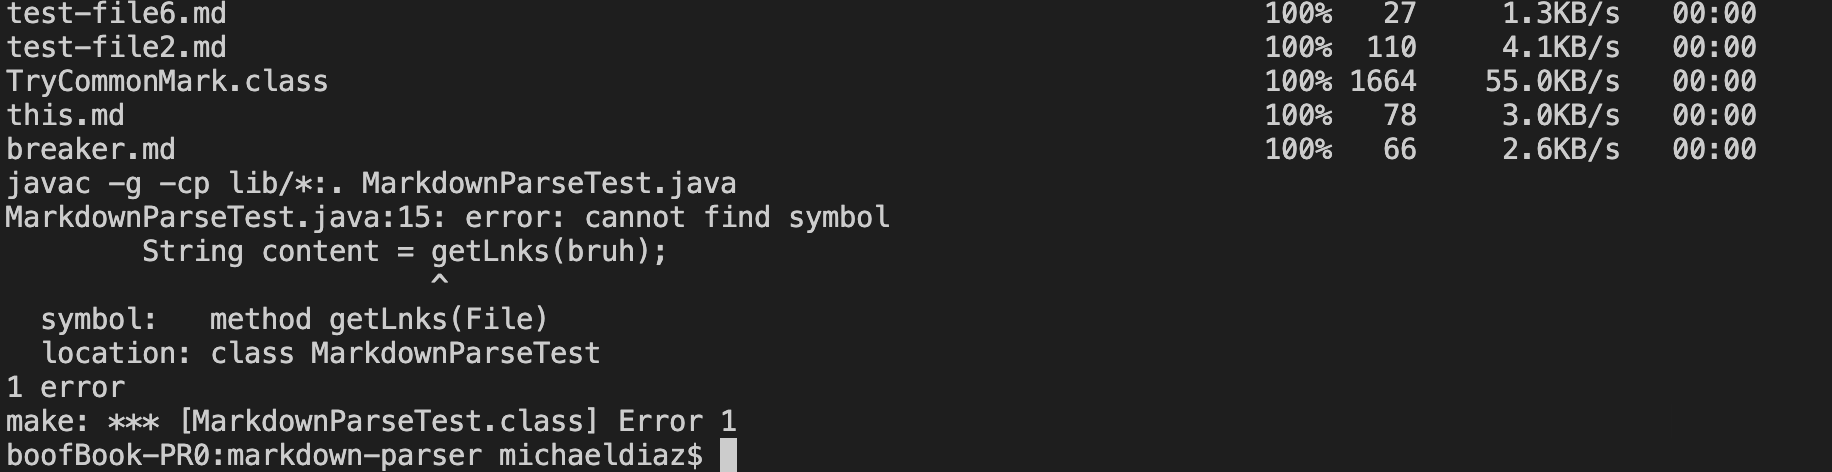 test-file6.md 100% 27 1.3KB/s 00:00
test-file2.md 100% 110 4.1KB/s 00:00
TryCommonMark.class 100% 1664 55.0KB/s 00:00
this.md 100% 78 3.0KB/s 00:00
breaker.md 100% 66 2.6KB/s 00:00
javac -g -cp lib/*:. MarkdownParseTest.java
MarkdownParseTest.java:15: error: cannot find symbol
        String content = getLnks(bruh);
                         ^
  symbol:   method getLnks(File)
  location: class MarkdownParseTest
1 error
make: *** [MarkdownParseTest.class] Error 1
boofBook-PR0:markdown-parser michaeldiaz$